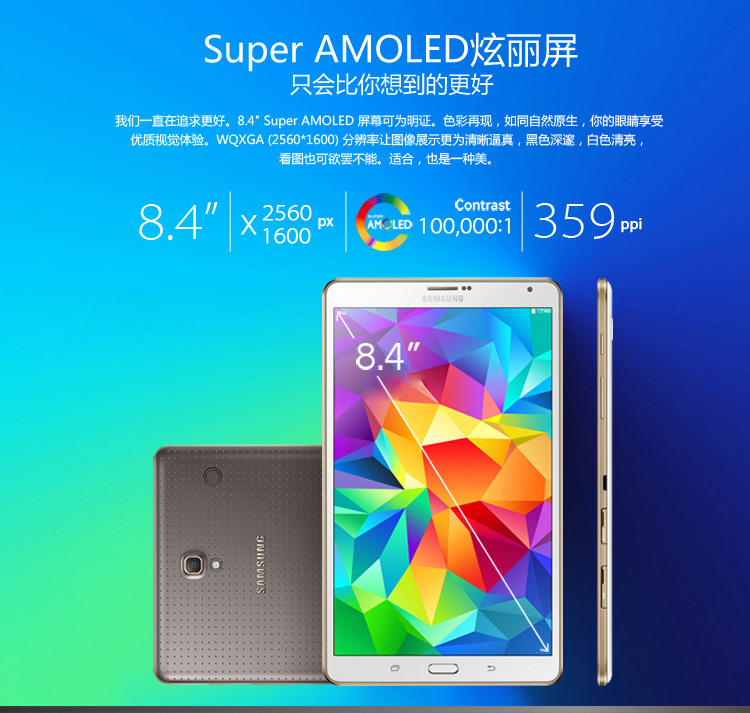 Super AMOLED炫丽屏
只会比你想到的更好
我们一直在追求更好。8.4" Super AMOLED 屏幕可为明证。色彩再现，如同自然原生，你的眼睛享受
优质视觉体验。WQXGA (2560*1600) 分辨率让图像展示更为清晰逼真，黑色深邃，白色清亮，
看图也可欲罢不能。适合，也是一种美。
8.4"
x 2560 px
1600
SUPER
AMOLED
Contrast
100,000:1
359 ppi
SAMSUNG
8.4"
SAMSUNG